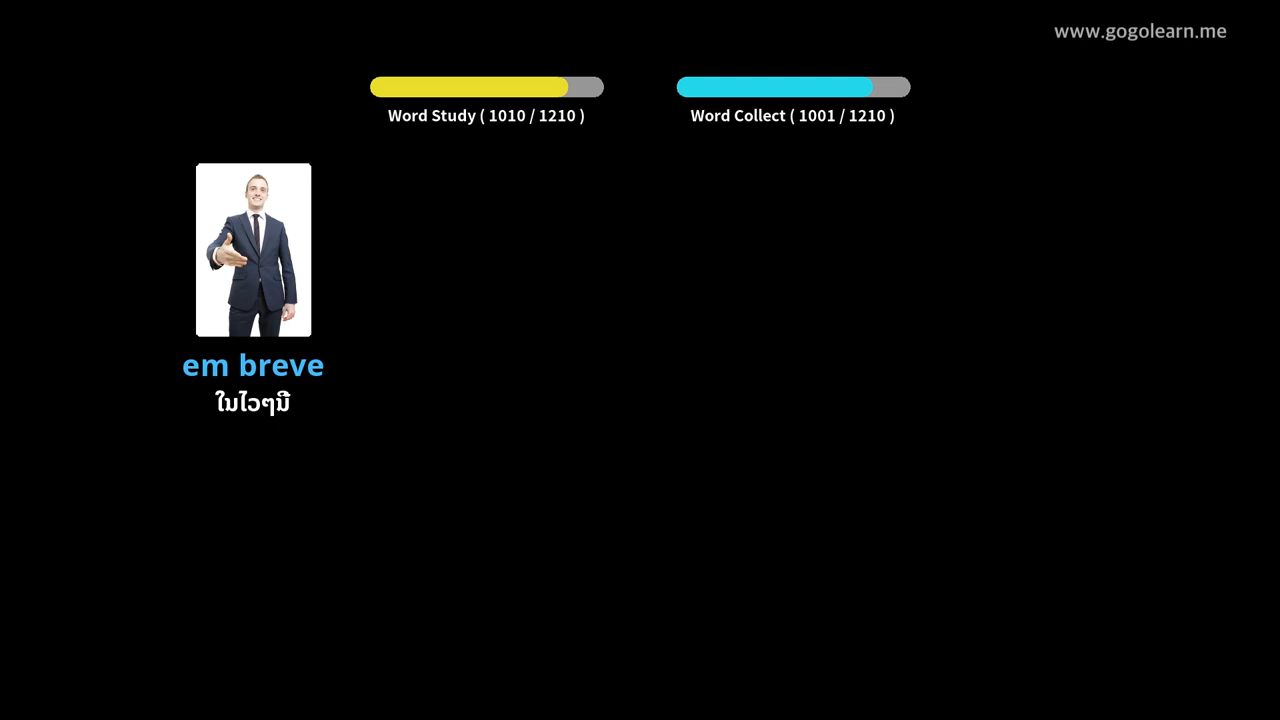 www.gogolearn.me
Word Study ( 1010 / 1210 )
Word Collect ( 1001 / 1210 )
em breve
ໃນໄວໆນີ້